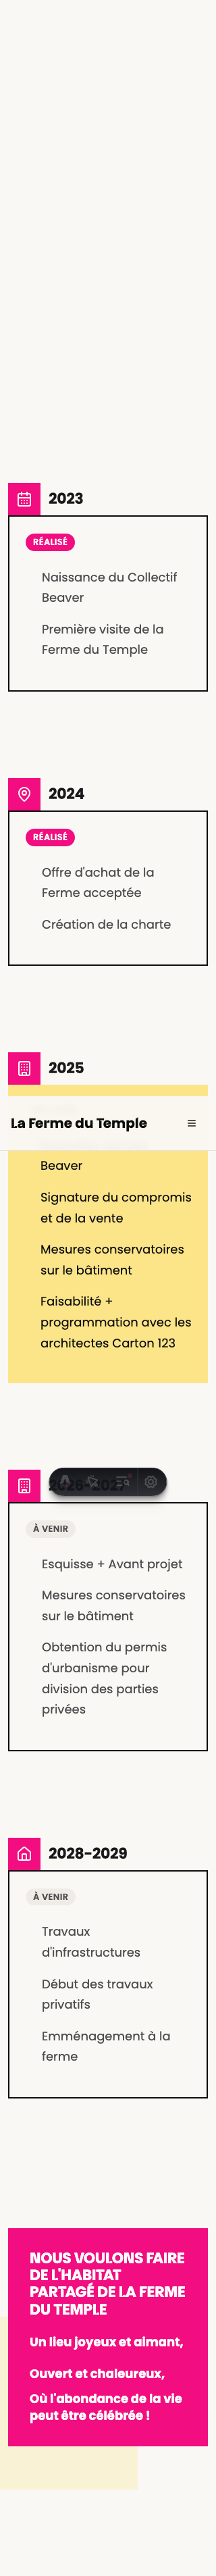 2023
RÉALISÉ
Naissance du Collectif
Beaver
Première visite de la
Ferme du Temple
2024
RÉALISÉ
Offre d'achat de la
Ferme acceptée
Création de la charte
2025
La Ferme du Temple
Beaver
Signature du compromis
et de la vente
Mesures conservatoires
sur le bâtiment
Faisabilité +
programmation avec les
architectes Carton 123
À VENIR
Esquisse + Avant projet
Mesures conservatoires
sur le bâtiment
Obtention du permis
d'urbanisme pour
division des parties
privées
2028-2029
À VENIR
Travaux
d'infrastructures
Début des travaux
privatifs
Emménagement à la
ferme
NOUS VOULONS FAIRE
DE L'HABITAT
PARTAGÉ DE LA FERME
DU TEMPLE
Un lieu joyeux et aimant,
Ouvert et chaleureux,
Où l'abondance de la vie
peut être célébrée !